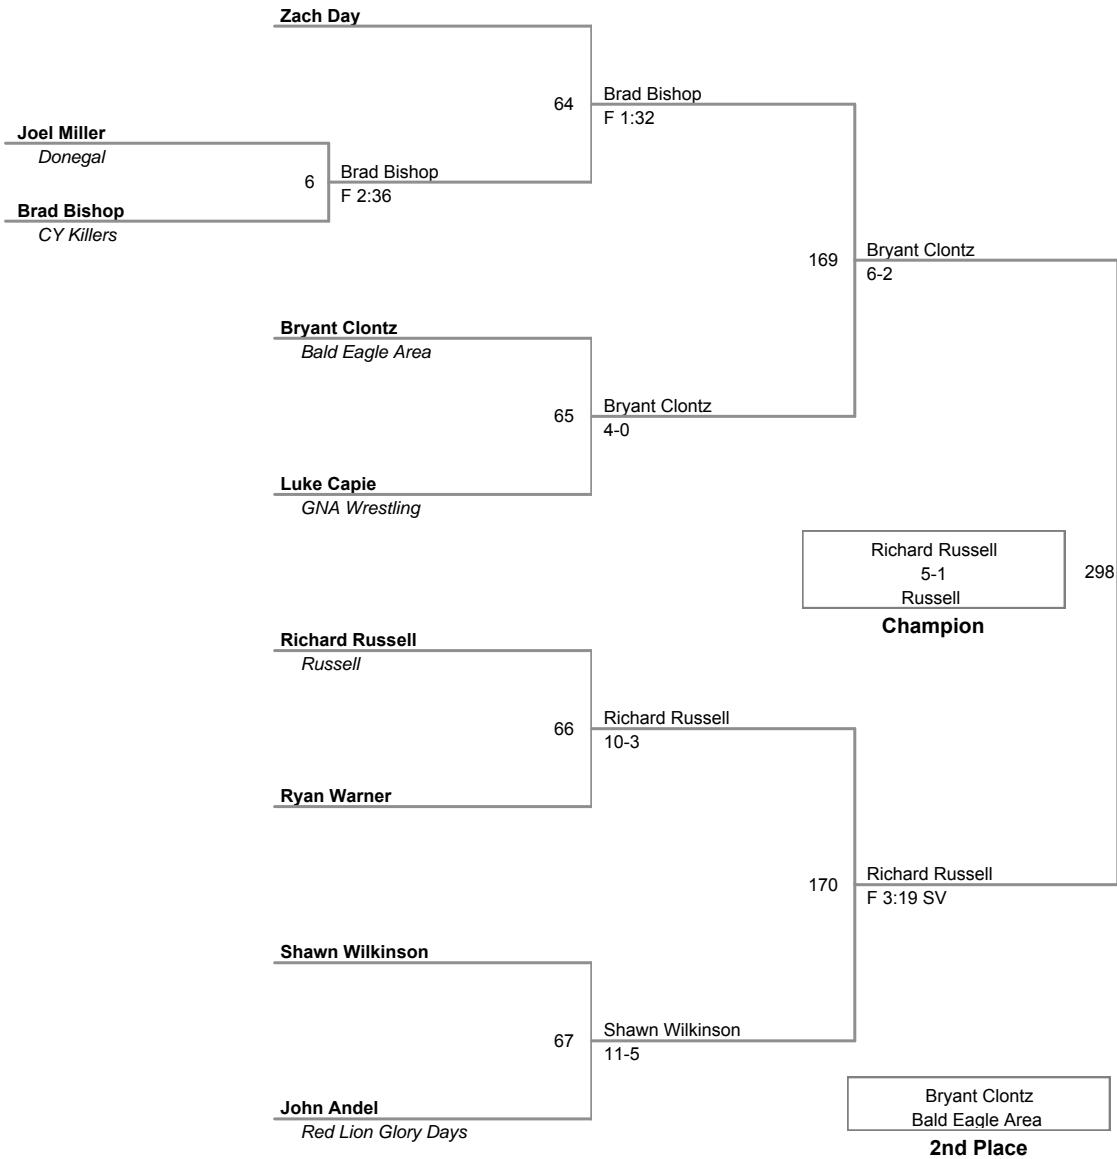 Zach Day
64
Brad Bishop
F 1:32
Joel Miller
Donegal
6
Brad Bishop
F 2:36
Brad Bishop
CY Killers
169
Bryant Clontz
6-2
Bryant Clontz
Bald Eagle Area
65
Bryant Clontz
4-0
Luke Capie
GNA Wrestling
Richard Russell
5-1
Russell
298
Champion
Richard Russell
Russell
66
Richard Russell
10-3
Ryan Warner
170
Richard Russell
F 3:19 SV
Shawn Wilkinson
67
Shawn Wilkinson
11-5
John Andel
Red Lion Glory Days
Bryant Clontz
Bald Eagle Area
2nd Place